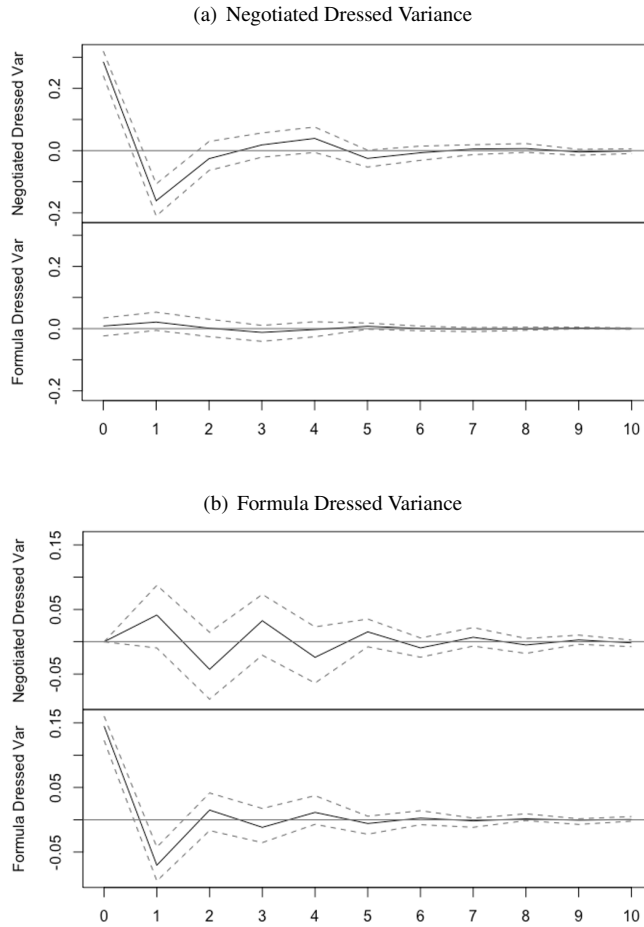 (a) Negotiated Dressed Variance
Negotiated Dressed Var
0.2
0.0
-0.2
Formula Dressed Var
0.2
0.0
-0.2
0 1 2 3 4 5 6 7 8 9 10
(b) Formula Dressed Variance
Negotiated Dressed Var
0.15
0.05
-0.05
Formula Dressed Var
0.15
0.05
-0.05
0 1 2 3 4 5 6 7 8 9 10